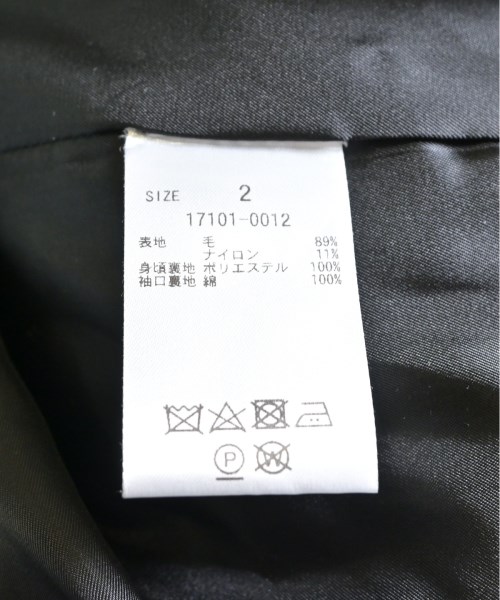 SIZE 2
17101-0012
表地 毛 89%
ナイロン 11%
身頃裏地 ポリエステル 100%
袖口裏地 綿 100%
P
W